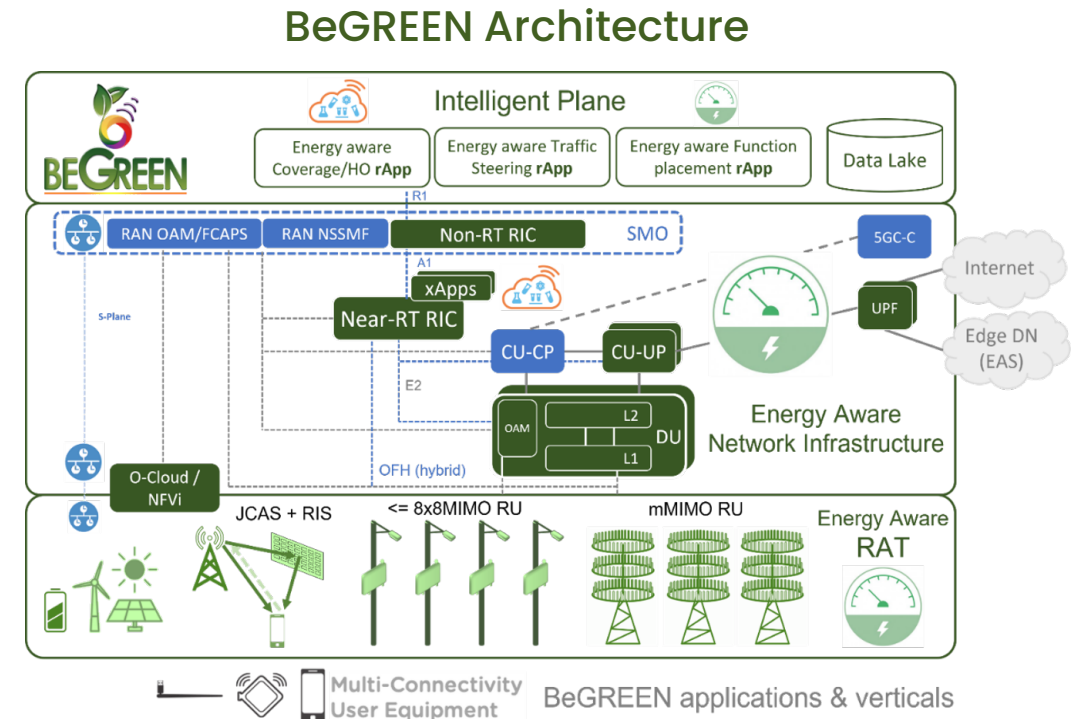 BeGREEN Architecture
Intelligent Plane
BEGREEN
Energy aware
Coverage/HO rApp
Energy aware Traffic
Steering rApp
Energy aware Function
placement rApp
Data Lake
R1
RAN OAM/FCAPS
RAN NSSMF
Non-RT RIC
SMO
5GC-C
A1
xApps
Internet
S-Plane
Near-RT RIC
UPF
CU-CP
CU-UP
Edge DN
(EAS)
E2
OAM
L2
DU
L1
Energy Aware
Network Infrastructure
OFH (hybrid)
O-Cloud /
NFVi
JCAS + RIS
<= 8x8MIMO RU
mMIMO RU
Energy Aware
RAT
Multi-Connectivity
User Equipment
BeGREEN applications & verticals